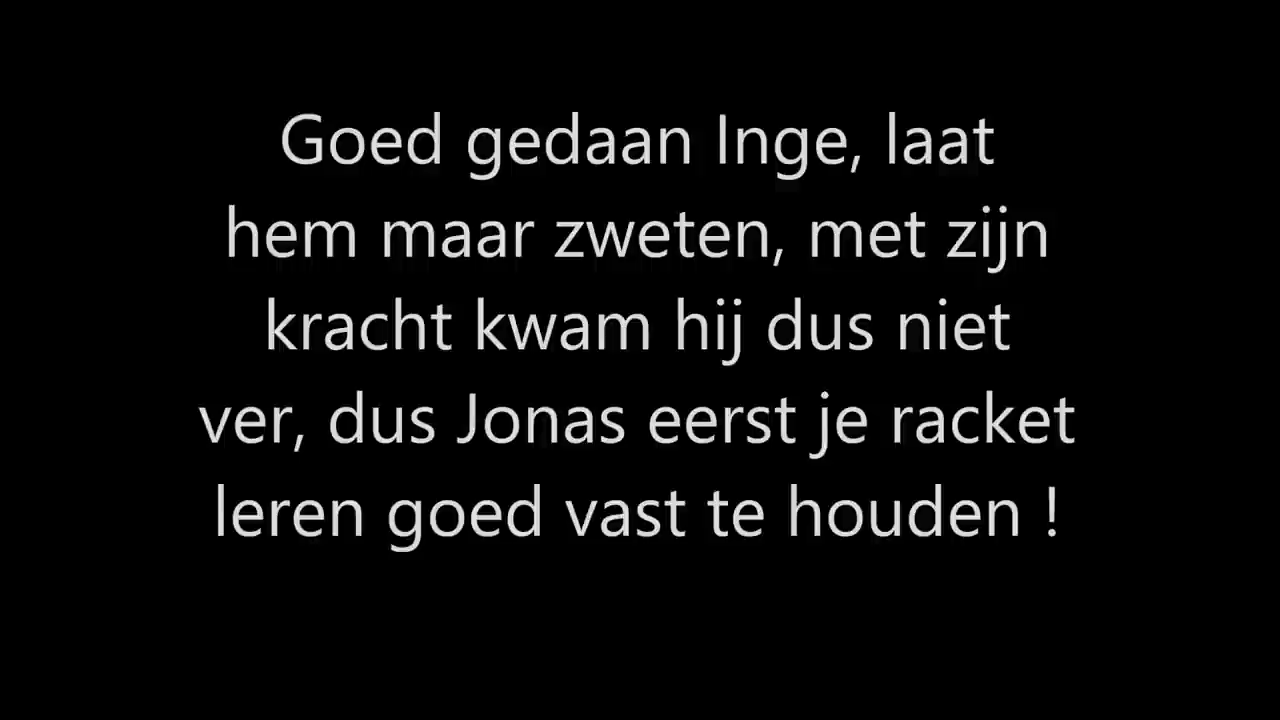 Goed gedaan Inge, laat
hem maar zweten, met zijn
kracht kwam hij dus niet
ver, dus Jonas eerst je racket
leren goed vast te houden !